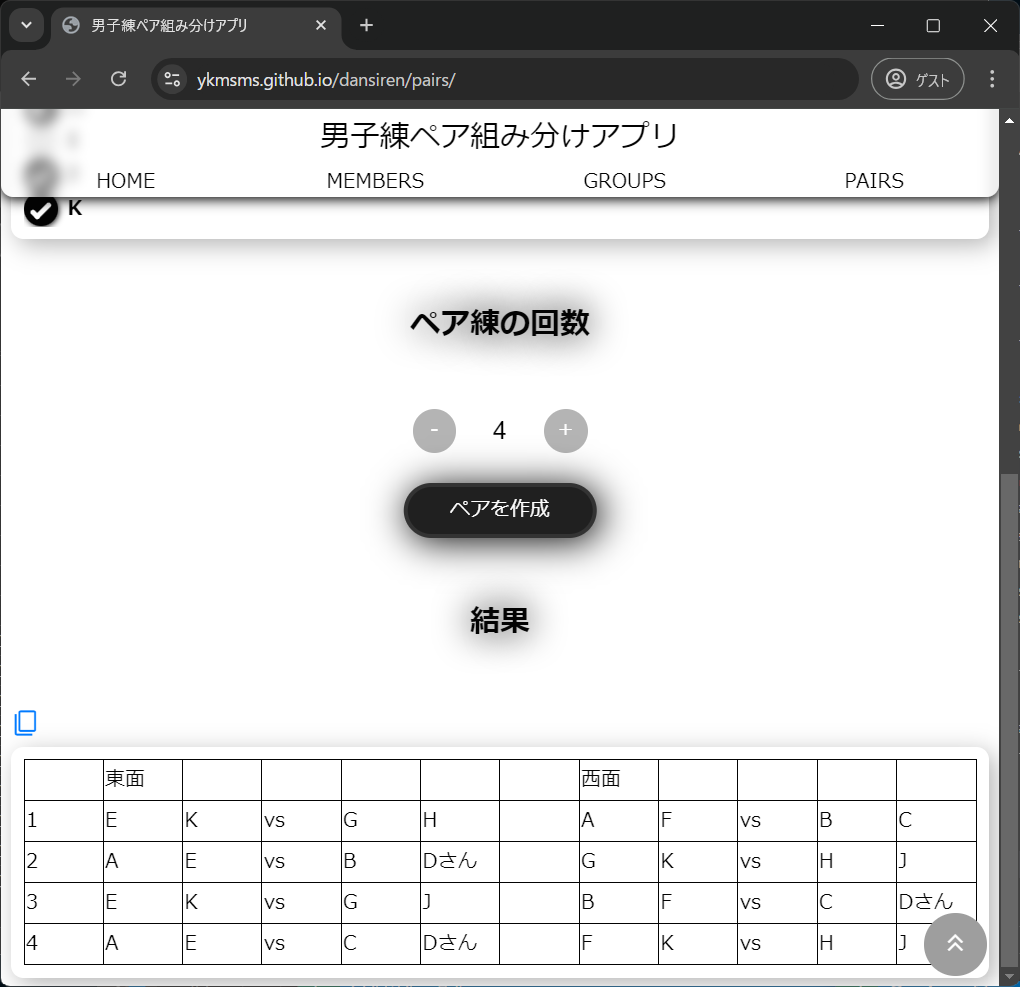 男子練ペア組み分けアプリ
ykmsms.github.io/dansiren/pairs/
ゲスト
男子練ペア組み分けアプリ
HOME MEMBERS GROUPS PAIRS
K
ペア練の回数
- 4 +
ペアを作成
結果
東面 西面
1 E K vs G H A F vs B C
2 A E vs B Dさん G K vs H J
3 E K vs G J B F vs C Dさん
4 A E vs C Dさん F K vs H J